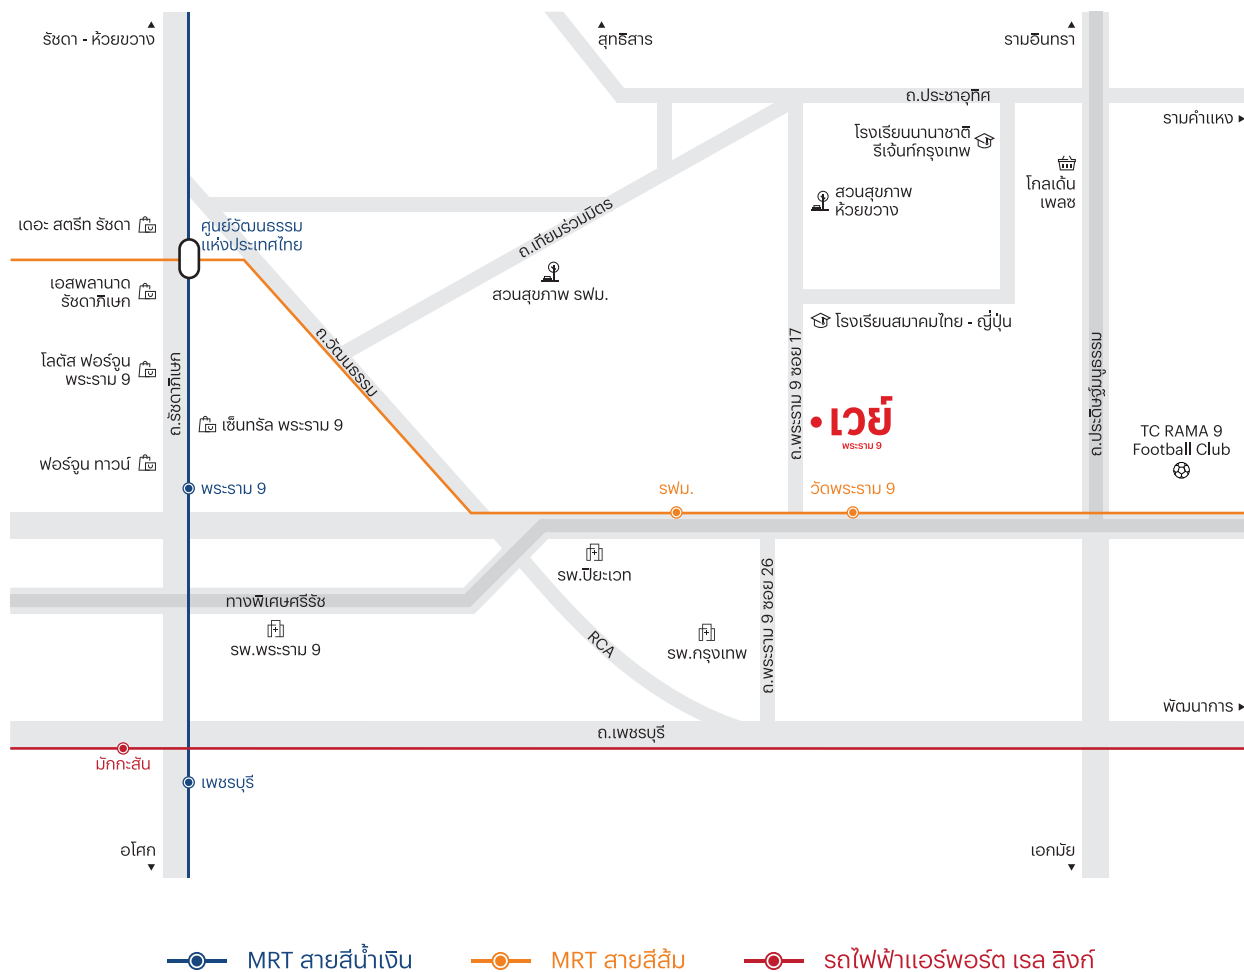 รัชดา - ห้วยขวาง
สุทธิสาร
รามอินทรา
ถ.ประชาอุทิศ
รามคำแหง
โรงเรียนนานาชาติ
รีเจ้นท์กรุงเทพ
โกลเด้น
เพลซ
สวนสุขภาพ
ห้วยขวาง
เดอะ สตรีท รัชดา
ศูนย์วัฒนธรรม
แห่งประเทศไทย
ถ.เทียมร่วมมิตร
เอสพลานาด
รัชดาภิเษก
สวนสุขภาพ รฟม.
โรงเรียนสมาคมไทย - ญี่ปุ่น
ถ.วัฒนธรรม
โลตัส ฟอร์จูน
พระราม 9
ถ.รัชดาภิเษก
ถ.พระราม 9 ซอย 17
ถ.ประดิษฐ์มนูธรรม
เวย์
พระราม 9
เซ็นทรัล พระราม 9
TC RAMA 9
Football Club
ฟอร์จูน ทาวน์
พระราม 9
รฟม.
วัดพระราม 9
รพ.ปิยะเวท
ทางพิเศษศรีรัช
ถ.พระราม 9 ซอย 26
รพ.พระราม 9
RCA
รพ.กรุงเทพ
พัฒนาการ
ถ.เพชรบุรี
มักกะสัน
เพชรบุรี
อโศก
เอกมัย
MRT สายสีน้ำเงิน
MRT สายสีส้ม
รถไฟฟ้าแอร์พอร์ต เรล ลิงก์